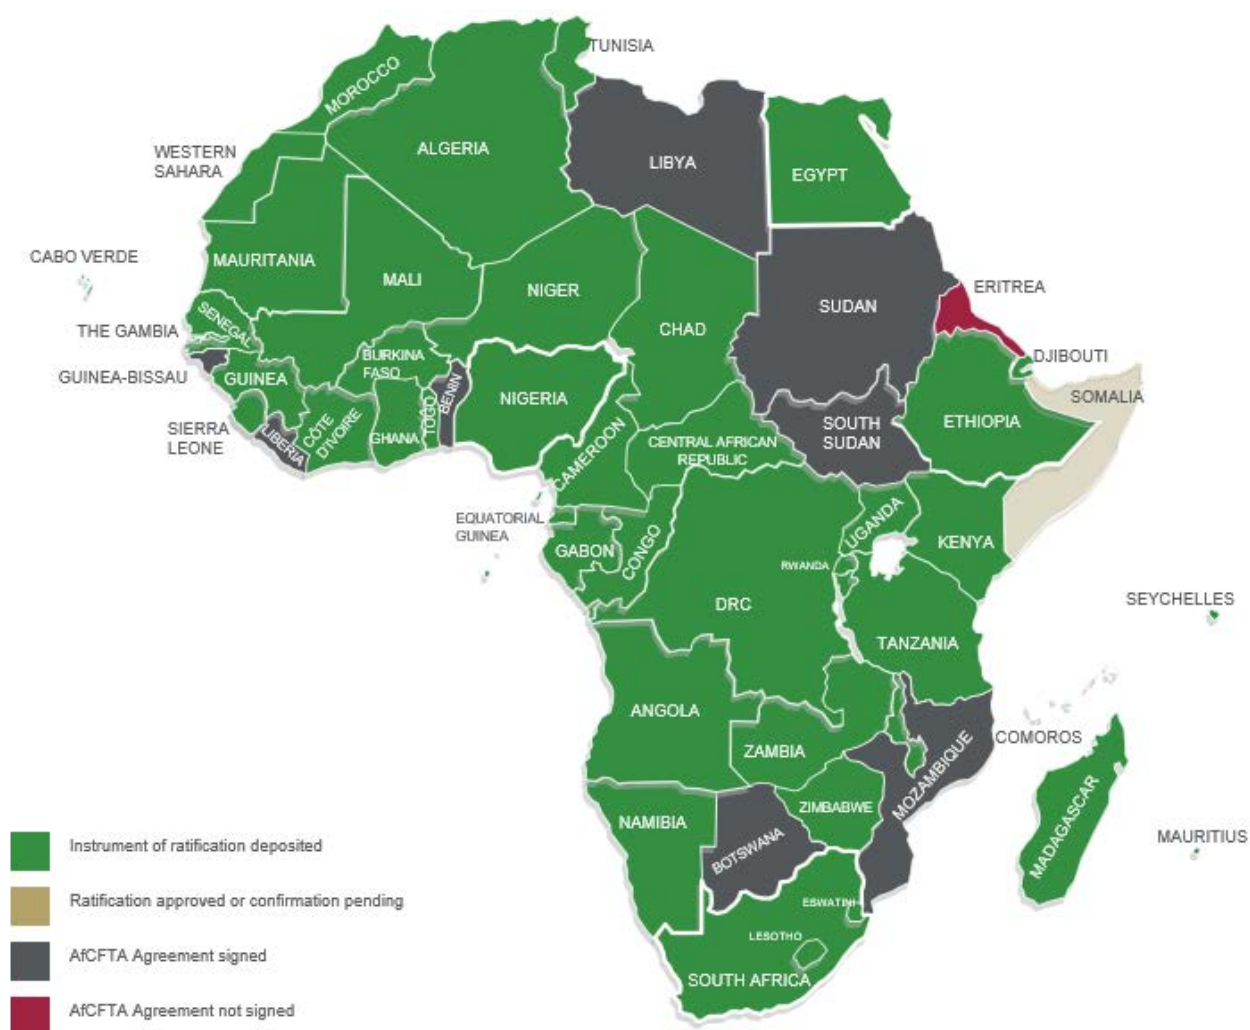 TUNISIA
MOROCCO
ALGERIA
LIBYA
EGYPT
WESTERN
SAHARA
CABO VERDE
MAURITANIA
MALI
NIGER
CHAD
SUDAN
ERITREA
SENEGAL
THE GAMBIA
GUINEA-BISSAU
GUINEA
BURKINA
FASO
BENIN
NIGERIA
DJIBOUTI
SOMALIA
SIERRA
LEONE
LIBERIA
CÔTE
D'IVOIRE
GHANA
TOGO
CAMEROON
CENTRAL AFRICAN
REPUBLIC
SOUTH
SUDAN
ETHIOPIA
EQUATORIAL
GUINEA
GABON
CONGO
UGANDA
KENYA
RWANDA
DRC
TANZANIA
SEYCHELLES
ANGOLA
ZAMBIA
MOZAMBIQUE
COMOROS
NAMIBIA
BOTSWANA
ZIMBABWE
MADAGASCAR
MAURITIUS
ESWATINI
LESOTHO
SOUTH AFRICA
Instrument of ratification deposited
Ratification approved or confirmation pending
AfCFTA Agreement signed
AfCFTA Agreement not signed